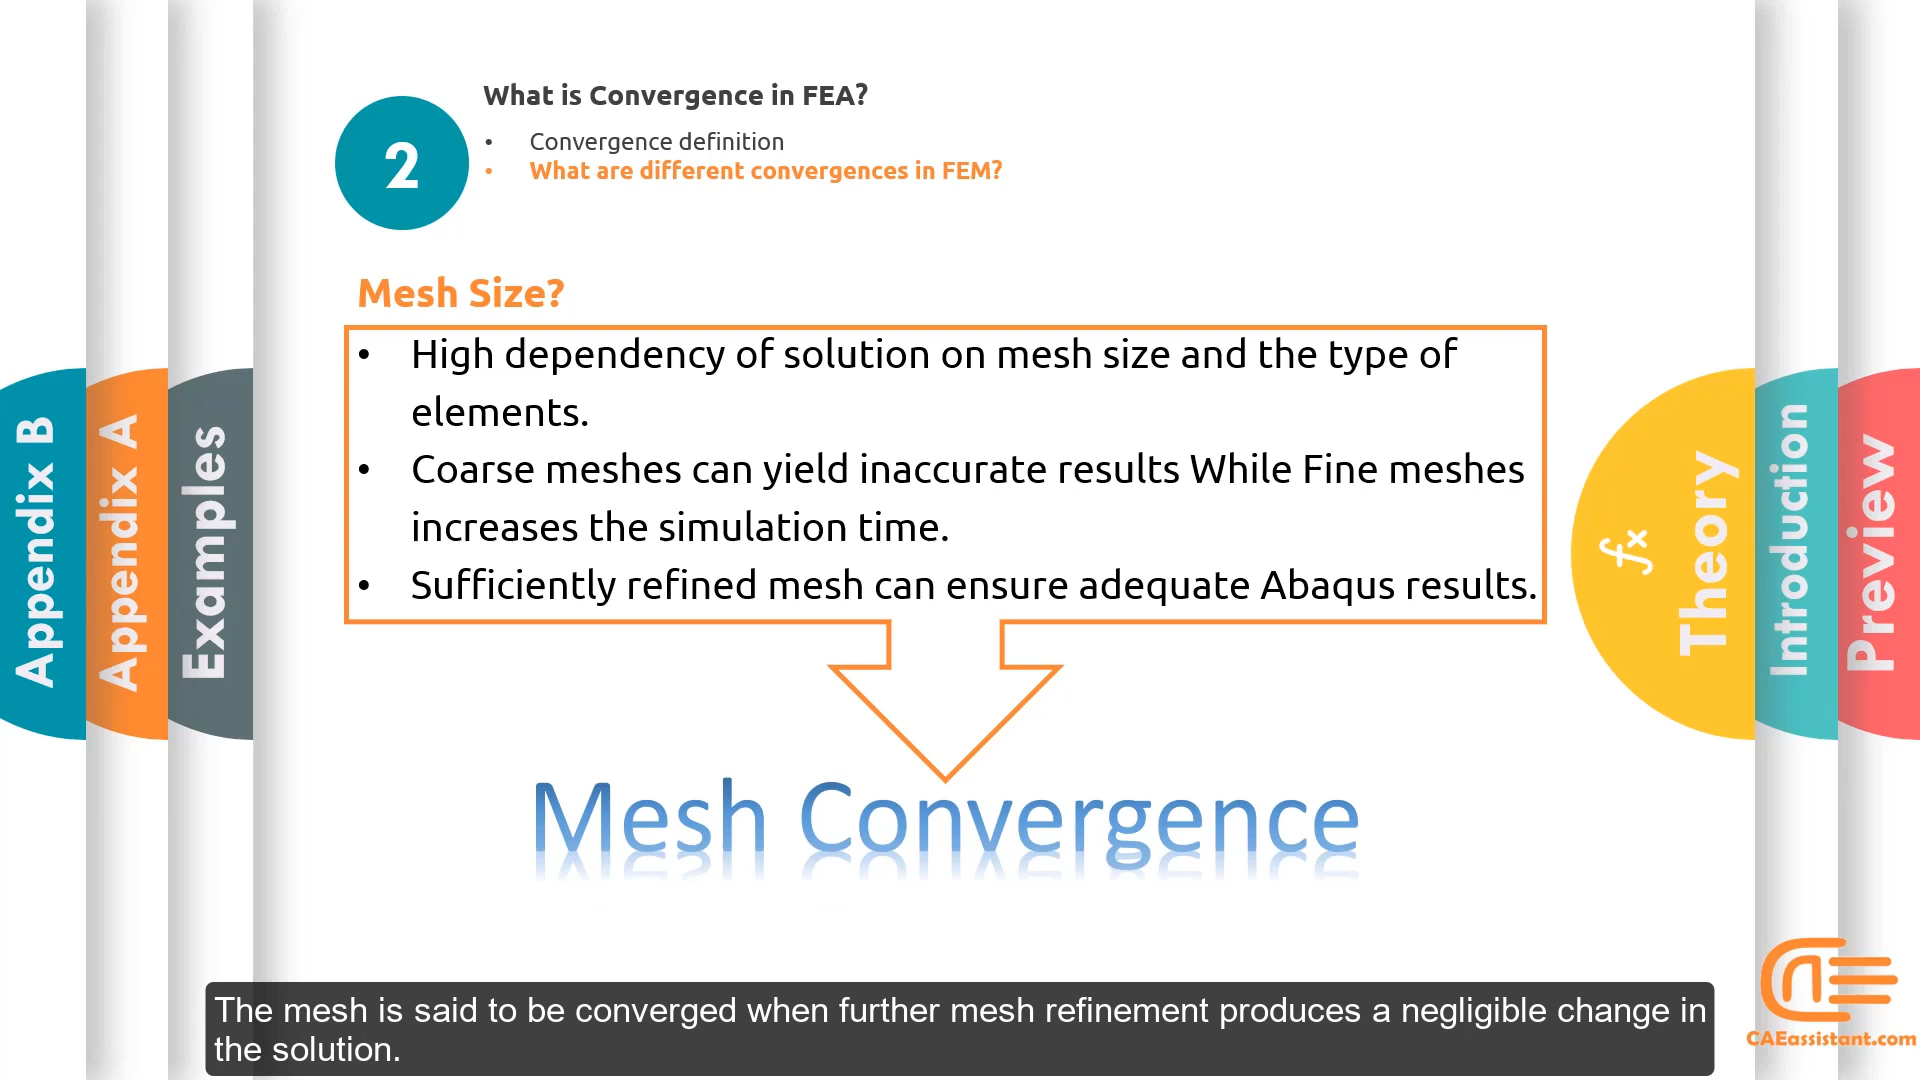 What is Convergence in FEA?
2
• Convergence definition
• What are different convergences in FEM?
Mesh Size?
• High dependency of solution on mesh size and the type of
elements.
• Coarse meshes can yield inaccurate results While Fine meshes
increases the simulation time.
• Sufficiently refined mesh can ensure adequate Abaqus results.
Mesh Convergence
Appendix B
Appendix A
Examples
fx
Theory
Introduction
Preview
CAEassistant.com
The mesh is said to be converged when further mesh refinement produces a negligible change in
the solution.